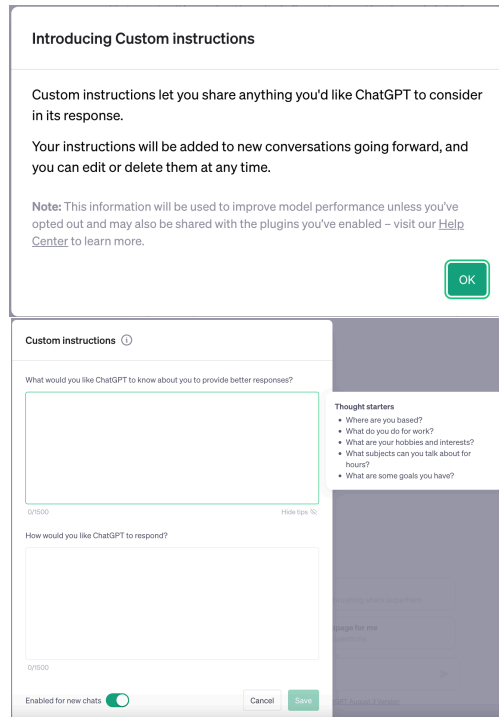 Introducing Custom instructions
Custom instructions let you share anything you'd like ChatGPT to consider
in its response.
Your instructions will be added to new conversations going forward, and
you can edit or delete them at any time.
Note: This information will be used to improve model performance unless you've
opted out and may also be shared with the plugins you've enabled – visit our Help
Center to learn more.
OK
Custom instructions
What would you like ChatGPT to know about you to provide better responses?
Thought starters
• Where are you based?
• What do you do for work?
• What are your hobbies and interests?
• What subjects can you talk about for
hours?
• What are some goals you have?
0/1500
Hide tips
How would you like ChatGPT to respond?
page for me
0/1500
Enabled for new chats
Cancel
Save